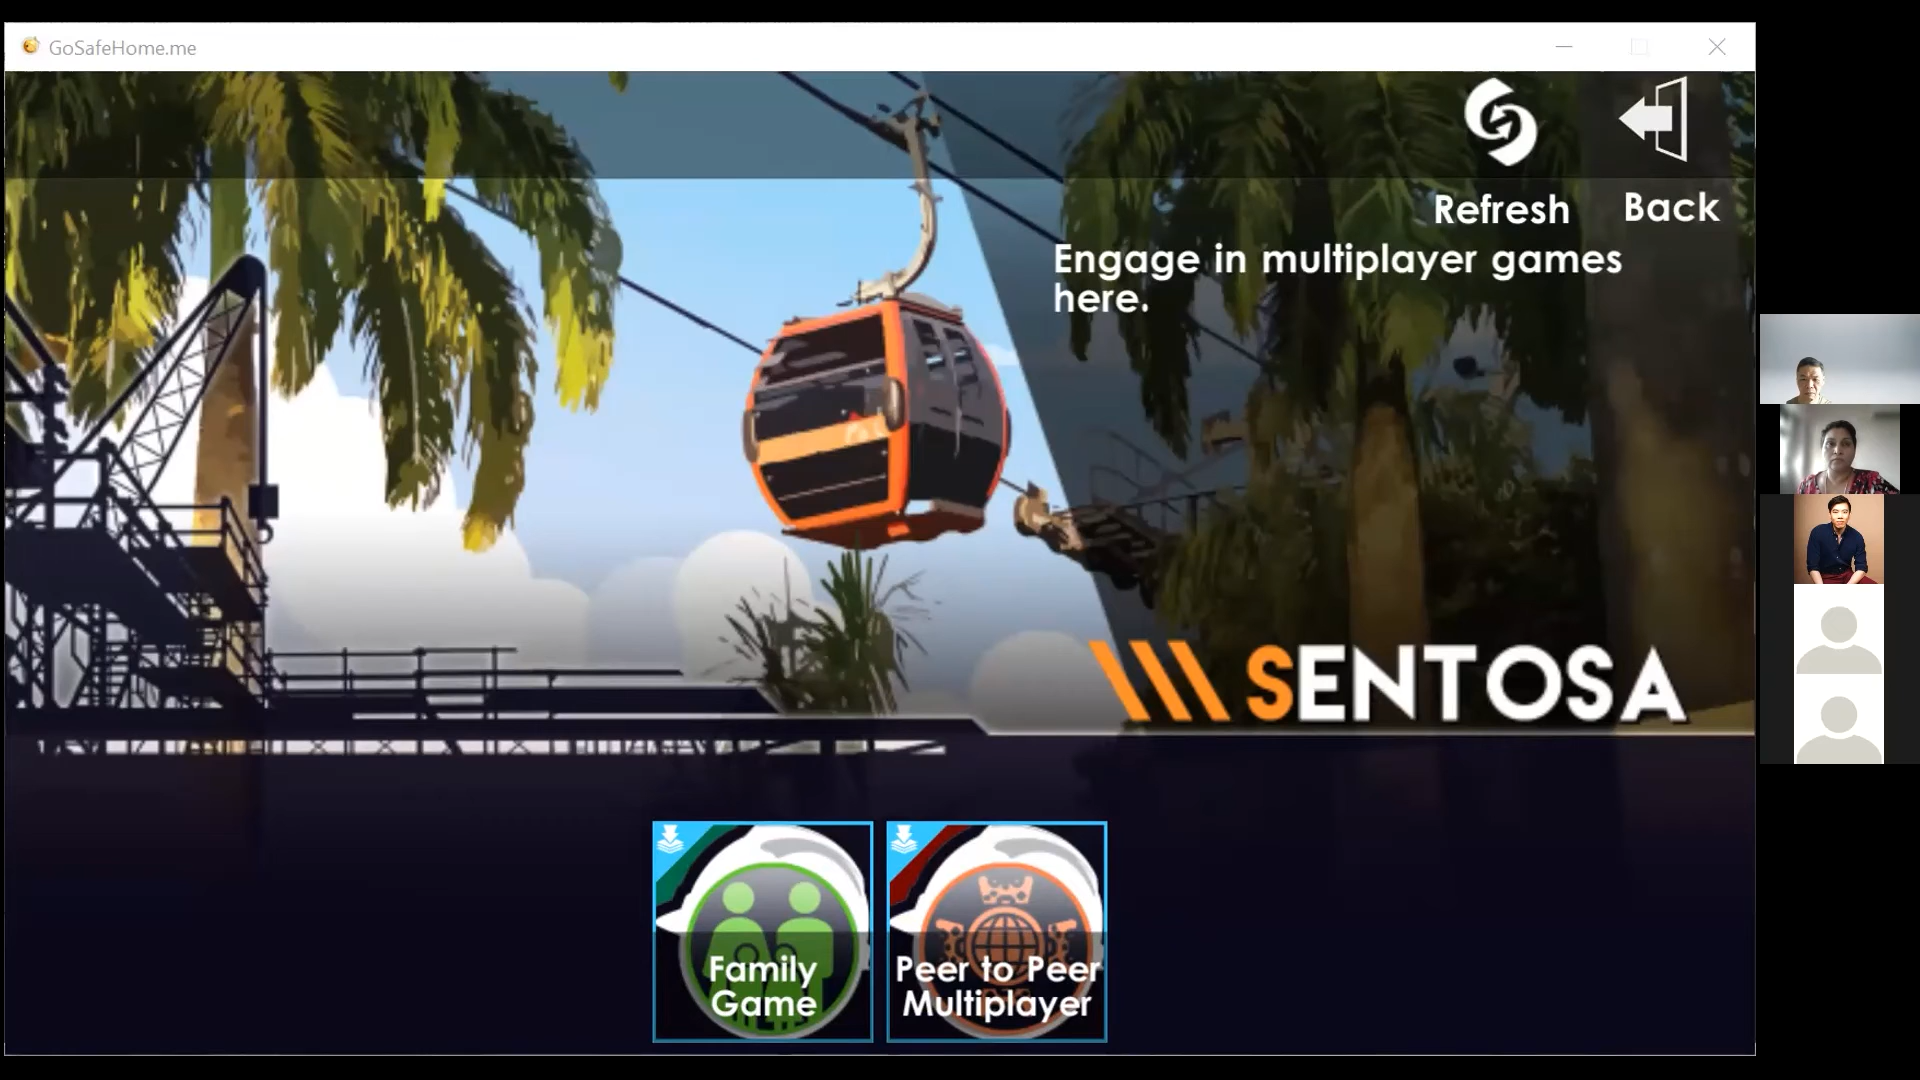 GoSafeHome.me
Refresh
Back
Engage in multiplayer games
here.
SENTOSA
Family
Game
Peer to Peer
Multiplayer